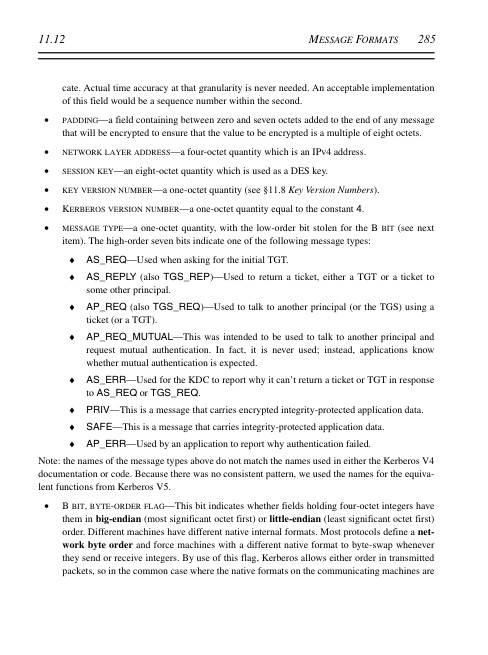 11.12 MESSAGE FORMATS 285
cate. Actual time accuracy at that granularity is never needed. An acceptable implementation
of this field would be a sequence number within the second.
• PADDING—a field containing between zero and seven octets added to the end of any message
that will be encrypted to ensure that the value to be encrypted is a multiple of eight octets.
• NETWORK LAYER ADDRESS—a four-octet quantity which is an IPv4 address.
• SESSION KEY—an eight-octet quantity which is used as a DES key.
• KEY VERSION NUMBER—a one-octet quantity (see §11.8 Key Version Numbers).
• KERBEROS VERSION NUMBER—a one-octet quantity equal to the constant 4.
• MESSAGE TYPE—a one-octet quantity, with the low-order bit stolen for the B BIT (see next
item). The high-order seven bits indicate one of the following message types:
♦ AS_REQ—Used when asking for the initial TGT.
♦ AS_REPLY (also TGS_REP)—Used to return a ticket, either a TGT or a ticket to
some other principal.
♦ AP_REQ (also TGS_REQ)—Used to talk to another principal (or the TGS) using a
ticket (or a TGT).
♦ AP_REQ_MUTUAL—This was intended to be used to talk to another principal and
request mutual authentication. In fact, it is never used; instead, applications know
whether mutual authentication is expected.
♦ AS_ERR—Used for the KDC to report why it can't return a ticket or TGT in response
to AS_REQ or TGS_REQ.
♦ PRIV—This is a message that carries encrypted integrity-protected application data.
♦ SAFE—This is a message that carries integrity-protected application data.
♦ AP_ERR—Used by an application to report why authentication failed.
Note: the names of the message types above do not match the names used in either the Kerberos V4
documentation or code. Because there was no consistent pattern, we used the names for the equiva-
lent functions from Kerberos V5.
• B BIT, BYTE-ORDER FLAG—This bit indicates whether fields holding four-octet integers have
them in big-endian (most significant octet first) or little-endian (least significant octet first)
order. Different machines have different native internal formats. Most protocols define a net-
work byte order and force machines with a different native format to byte-swap whenever
they send or receive integers. By use of this flag, Kerberos allows either order in transmitted
packets, so in the common case where the native formats on the communicating machines are